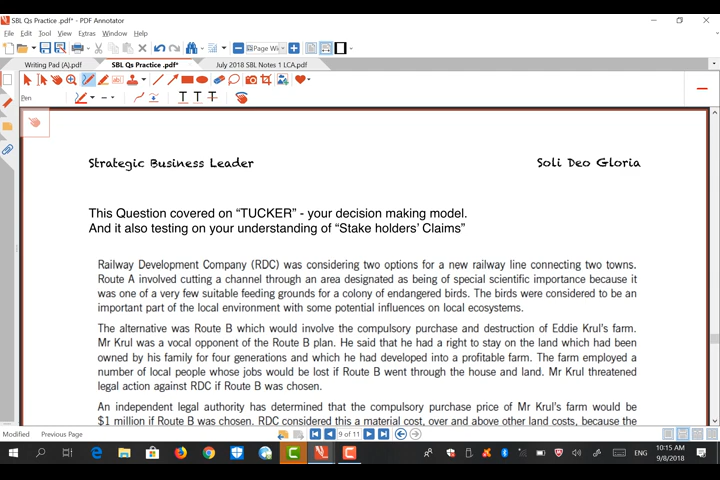 SBL Qs Practice .pdf* - PDF Annotator
File Edit Tool View Extras Window Help
Page Wi
Writing Pad (A).pdf SBL Qs Practice .pdf* July 2018 SBL Notes 1 LCA.pdf
Pen
Strategic Business Leader Soli Deo Gloria
This Question covered on “TUCKER” - your decision making model.
And it also testing on your understanding of “Stake holders’ Claims”
Railway Development Company (RDC) was considering two options for a new railway line connecting two towns.
Route A involved cutting a channel through an area designated as being of special scientific importance because it
was one of a very few suitable feeding grounds for a colony of endangered birds. The birds were considered to be an
important part of the local environment with some potential influences on local ecosystems.
The alternative was Route B which would involve the compulsory purchase and destruction of Eddie Krul’s farm.
Mr Krul was a vocal opponent of the Route B plan. He said that he had a right to stay on the land which had been
owned by his family for four generations and which he had developed into a profitable farm. The farm employed a
number of local people whose jobs would be lost if Route B went through the house and land. Mr Krul threatened
legal action against RDC if Route B was chosen.
An independent legal authority has determined that the compulsory purchase price of Mr Krul’s farm would be
$1 million if Route B was chosen. RDC considered this a material cost, over and above other land costs, because the
Modified Previous Page 9 of 11
ENG 10:15 AM
9/8/2018